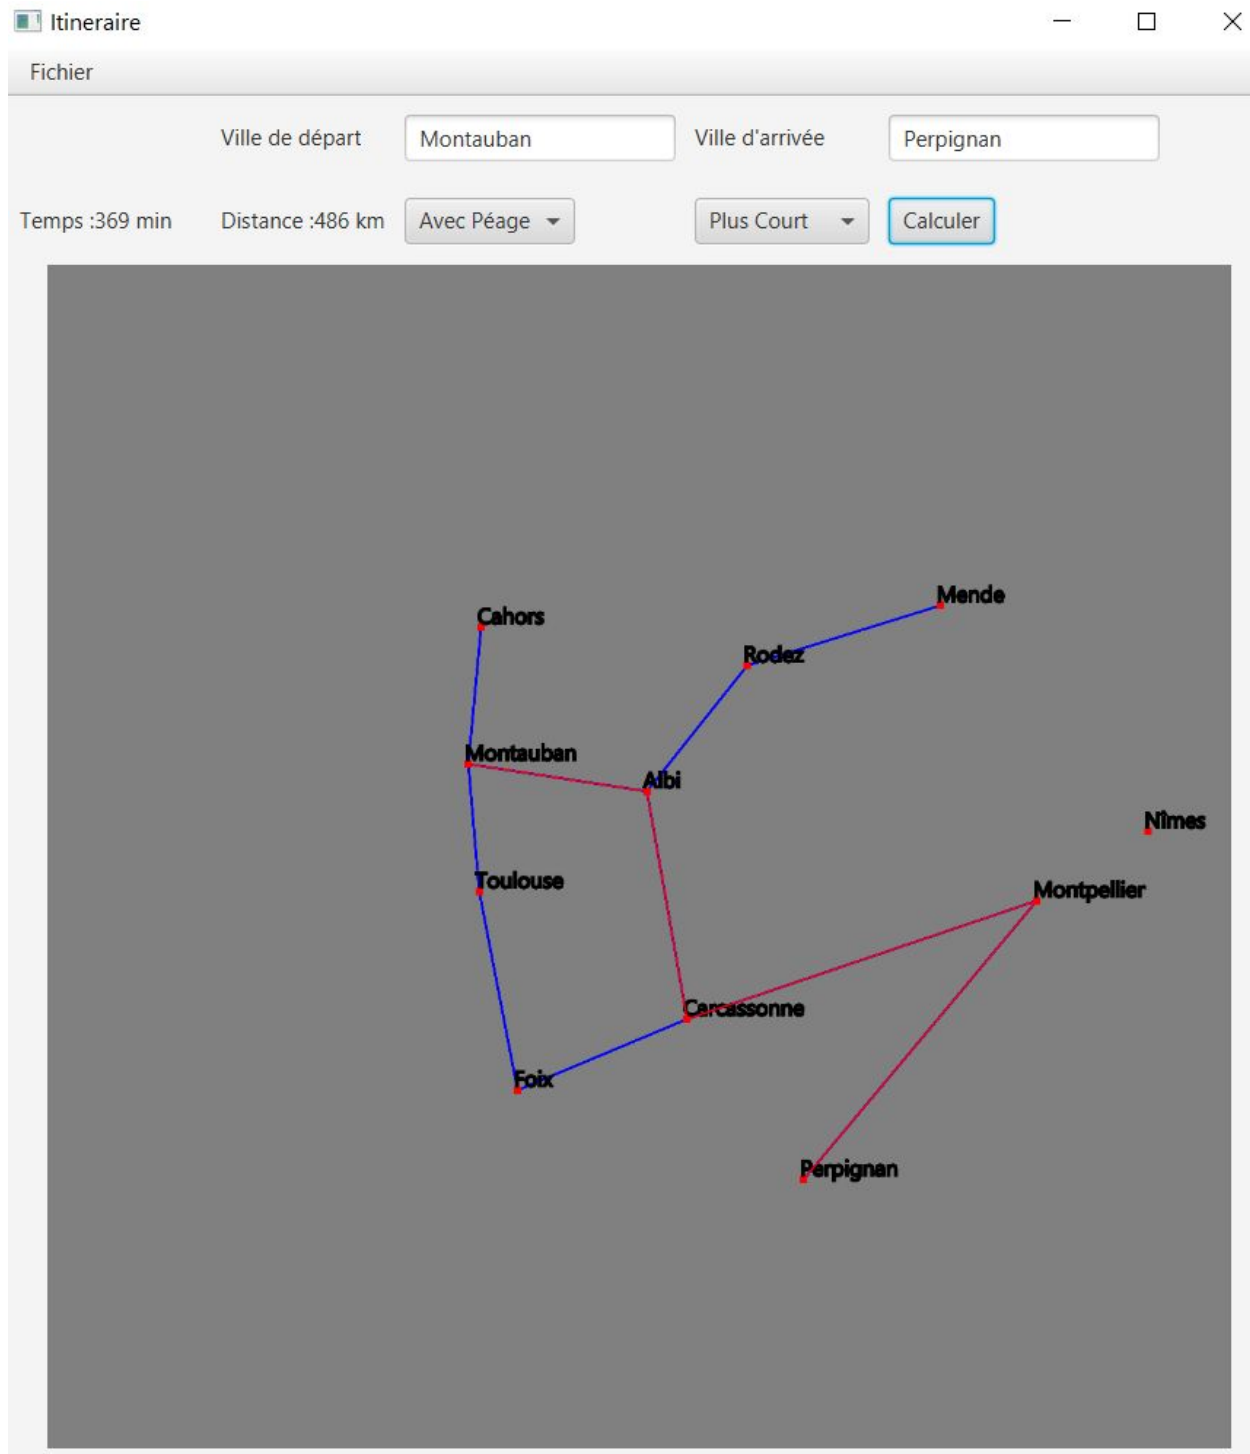 Itineraire
Fichier
Ville de départ Montauban Ville d'arrivée Perpignan
Temps :369 min Distance :486 km Avec Péage Plus Court Calculer
Mende
Cahors
Rodez
Montauban
Albi
Nîmes
Toulouse
Montpellier
Carcassonne
Foix
Perpignan